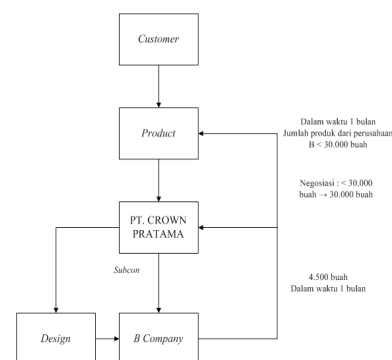 Customer
Product
Dalam waktu 1 bulan
Jumlah produk dari perusahaan
B < 30.000 buah
Negosiasi : < 30.000
buah → 30.000 buah
PT. CROWN
PRATAMA
Subcon
4.500 buah
Dalam waktu 1 bulan
Design
B Company